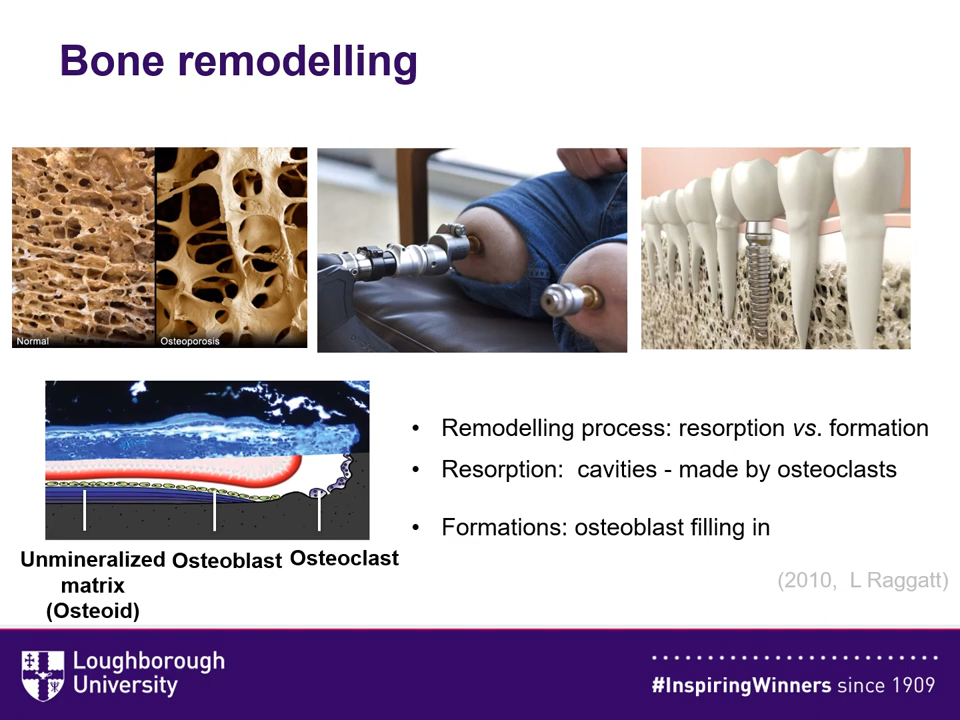 Bone remodelling
Normal
Osteoporosis
• Remodelling process: resorption vs. formation
• Resorption:  cavities - made by osteoclasts
• Formations: osteoblast filling in
Unmineralized
matrix
(Osteoid)
Osteoblast
Osteoclast
(2010,  L Raggatt)
Loughborough
University
#InspiringWinners since 1909